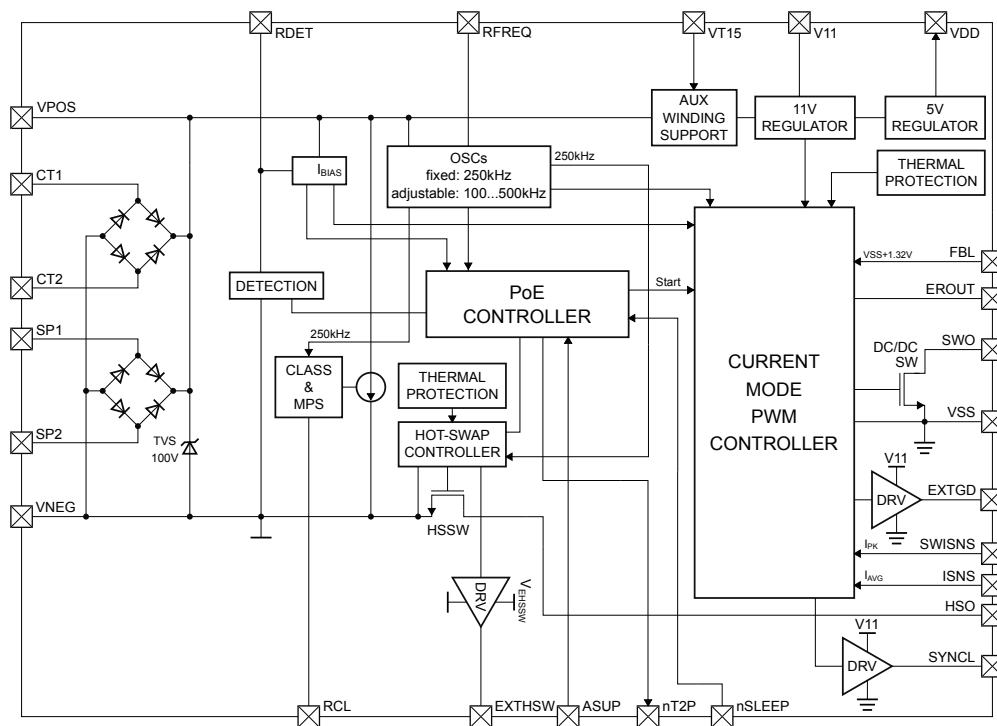 RDET
RFREQ
VT15
V11
VDD
VPOS
AUX
WINDING
SUPPORT
11V
REGULATOR
5V
REGULATOR
OSCs
fixed: 250kHz
adjustable: 100...500kHz
250kHz
IBIAS
THERMAL
PROTECTION
CT1
CT2
SP1
SP2
TVS
100V
VNEG
DETECTION
PoE
CONTROLLER
Start
250kHz
CLASS
&
MPS
THERMAL
PROTECTION
HOT-SWAP
CONTROLLER
HSSW
DRV
VEHSSW
CURRENT
MODE
PWM
CONTROLLER
VSS+1.32V
FBL
EROUT
DC/DC
SW
SWO
VSS
V11
DRV
EXTGD
IPK
SWISNS
IAVG
ISNS
HSO
V11
DRV
SYNCL
RCL
EXTHSW
ASUP
nT2P
nSLEEP